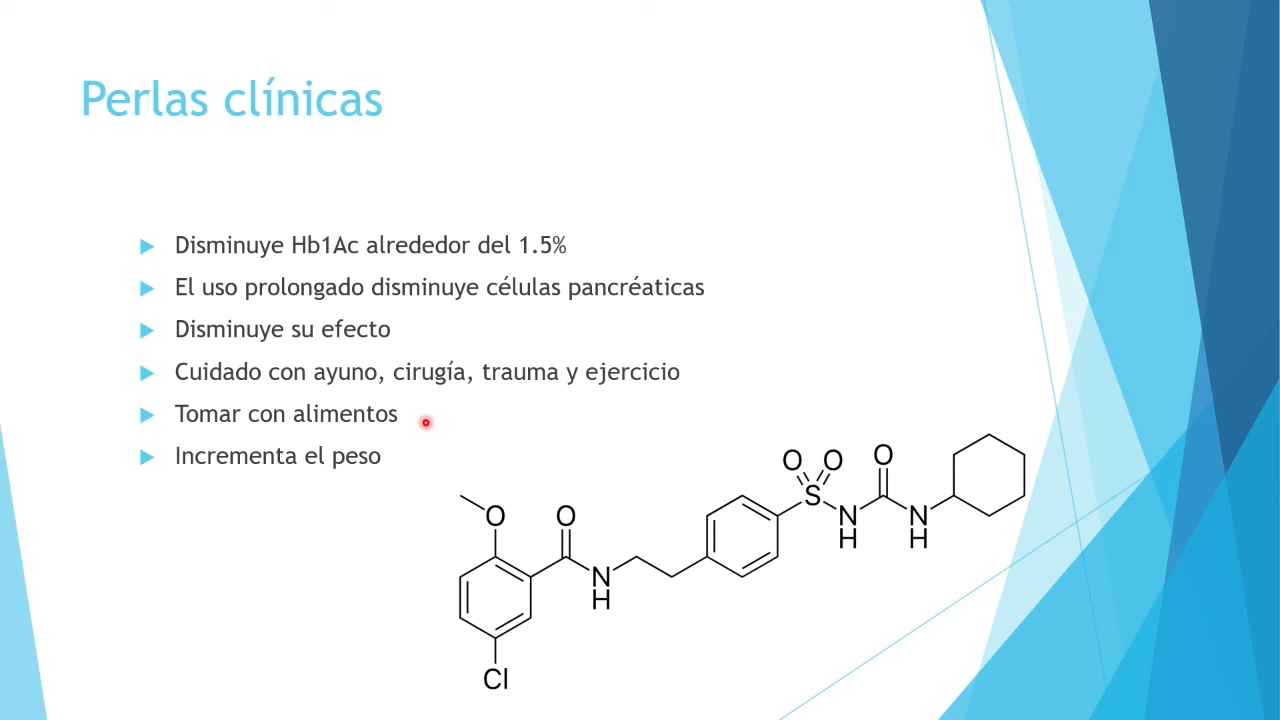 Perlas clínicas
Disminuye Hb1Ac alrededor del 1.5%
El uso prolongado disminuye células pancréaticas
Disminuye su efecto
Cuidado con ayuno, cirugía, trauma y ejercicio
Tomar con alimentos
Incrementa el peso
O O O
S
O O N N
H H
N
H
Cl